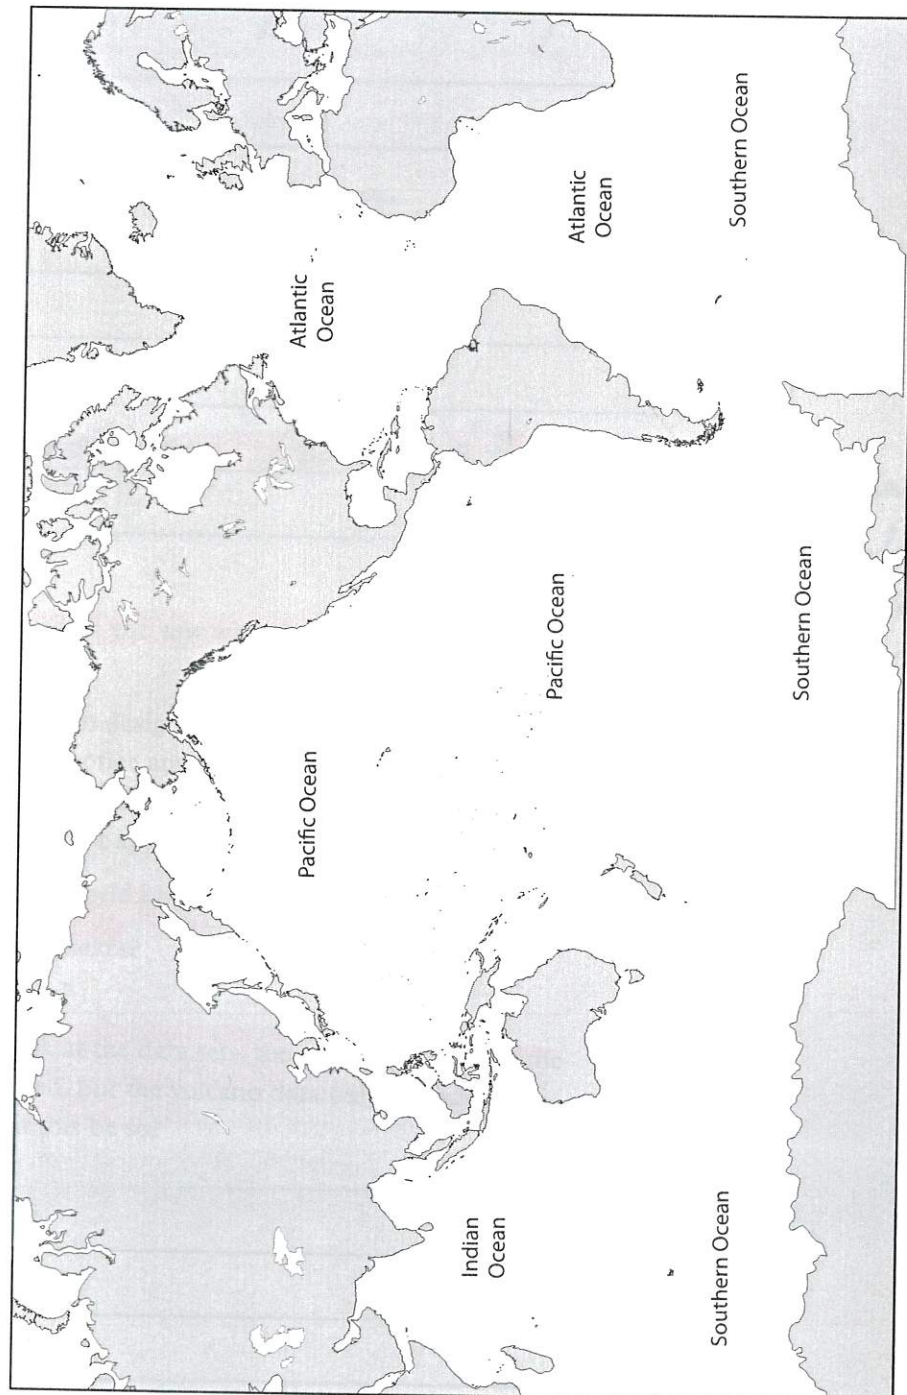 Pacific Ocean
Atlantic
Ocean
Indian
Ocean
Pacific Ocean
Atlantic
Ocean
Southern Ocean
Southern Ocean
Southern Ocean